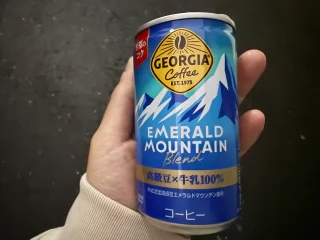 GEORGIA
Coffee
EST. 1975
EMERALD
MOUNTAIN
Blend
高級豆×牛乳100%
コーヒー